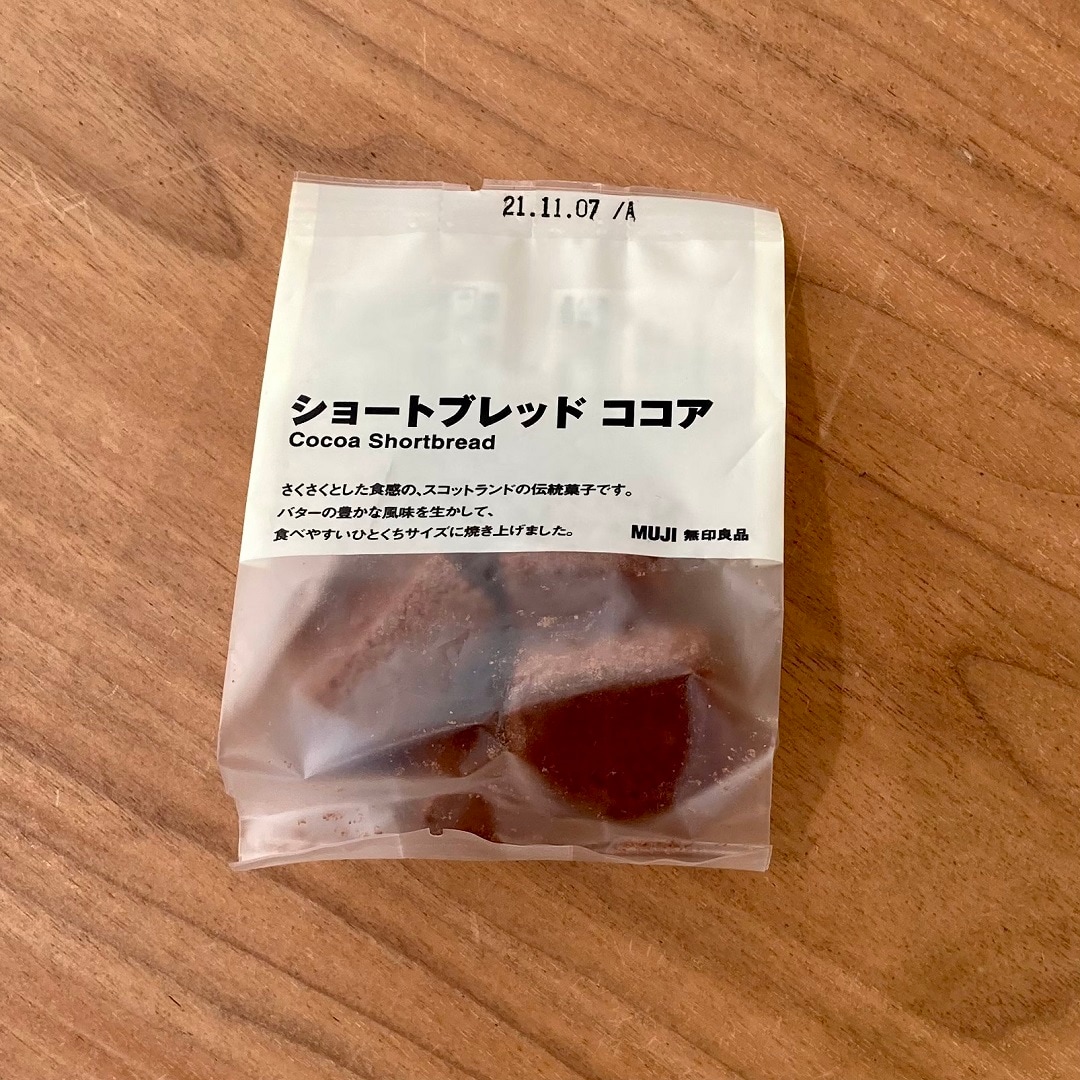 21.11.07 /A
ショートブレッド ココア
Cocoa Shortbread
さくさくとした食感の、スコットランドの伝統菓子です。
バターの豊かな風味を生かして、
食べやすいひとくちサイズに焼き上げました。
MUJI 無印良品